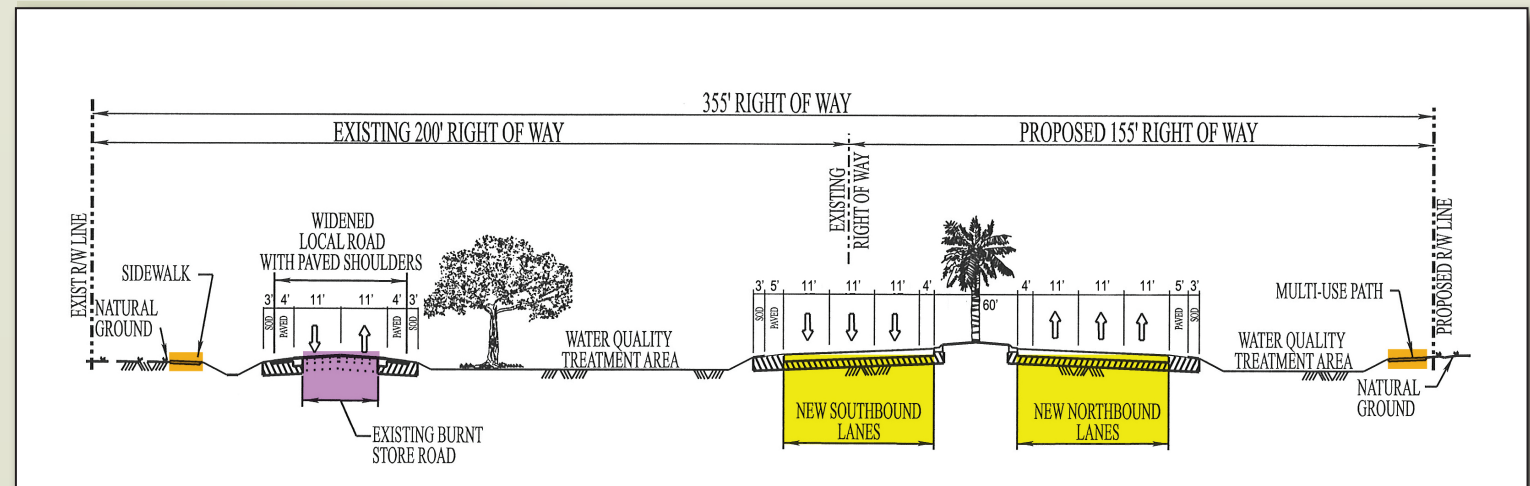 355' RIGHT OF WAY
EXISTING 200' RIGHT OF WAY
PROPOSED 155' RIGHT OF WAY
EXIST R/W LINE
EXISTING
RIGHT OF WAY
PROPOSED R/W LINE
WIDENED
LOCAL ROAD
WITH PAVED SHOULDERS
SIDEWALK
NATURAL
GROUND
3' 4' 11' 11' 4' 3'
SOD PAVED PAVED SOD
WATER QUALITY
TREATMENT AREA
3' 5' 11' 11' 11' 4'
SOD PAVED
60'
4' 11' 11' 11' 5' 3'
PAVED SOD
MULTI-USE PATH
WATER QUALITY
TREATMENT AREA
NATURAL
GROUND
NEW SOUTHBOUND
LANES
NEW NORTHBOUND
LANES
EXISTING BURNT
STORE ROAD